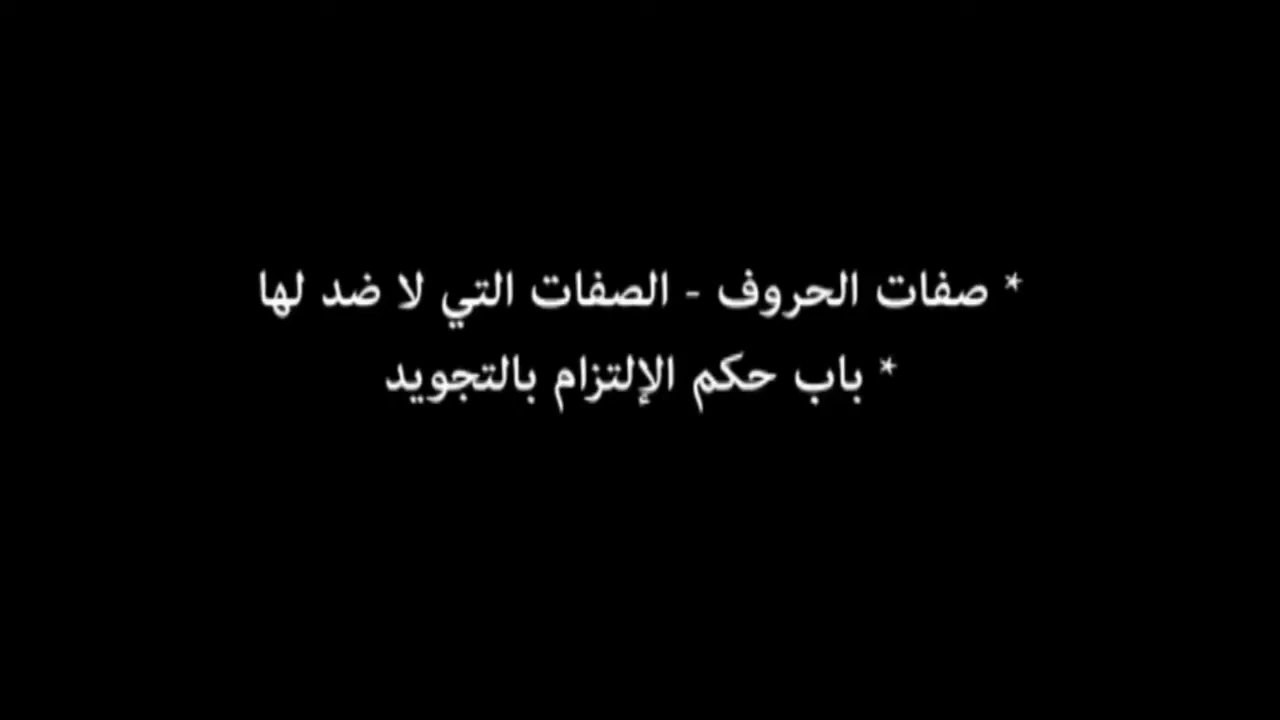 * صفات الحروف - الصفات التي لا ضد لها
* باب حكم الإلتزام بالتجويد